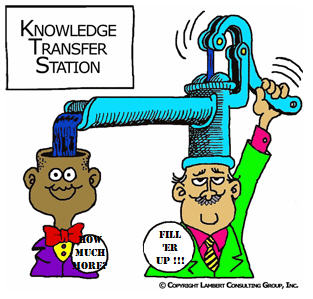 KNOWLEDGE
TRANSFER
STATION
HOW
MUCH
MORE?
FILL
'ER
UP !!!
© COPYRIGHT LAMBERT CONSULTING GROUP, INC.